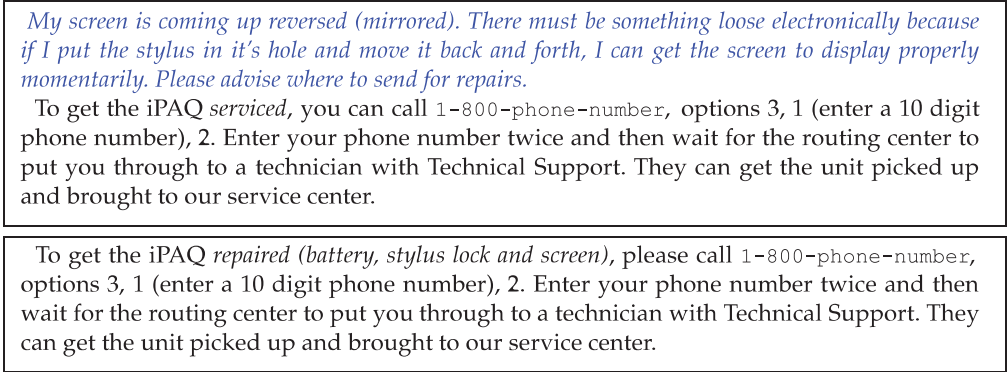 My screen is coming up reversed (mirrored). There must be something loose electronically because
if I put the stylus in it's hole and move it back and forth, I can get the screen to display properly
momentarily. Please advise where to send for repairs.
To get the iPAQ serviced, you can call 1-800-phone-number, options 3, 1 (enter a 10 digit
phone number), 2. Enter your phone number twice and then wait for the routing center to
put you through to a technician with Technical Support. They can get the unit picked up
and brought to our service center.
To get the iPAQ repaired (battery, stylus lock and screen), please call 1-800-phone-number,
options 3, 1 (enter a 10 digit phone number), 2. Enter your phone number twice and then
wait for the routing center to put you through to a technician with Technical Support. They
can get the unit picked up and brought to our service center.